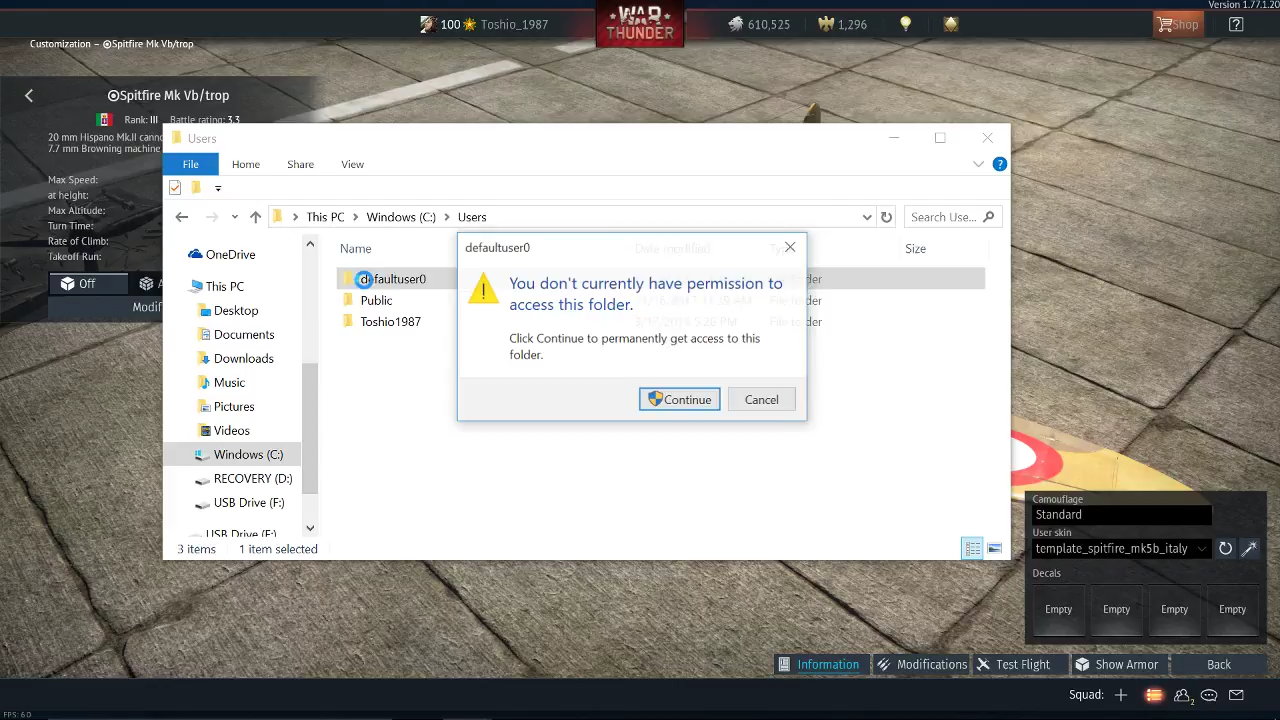 Version 1.77.1.20
100 Toshio_1987
WAR THUNDER
610,525
1,296
Shop
Customization – Spitfire Mk Vb/trop
Spitfire Mk Vb/trop
Rank: III Battle rating: 3.3
20 mm Hispano Mk.II
7.7 mm Browning machine
Max Speed:
at height:
Max Altitude:
Turn Time:
Rate of Climb:
Takeoff Run:
Off
Users
File Home Share View
This PC Windows (C:) Users
Search Use...
Name Date modified Size
OneDrive
This PC
Desktop
Documents
Downloads
Music
Pictures
Videos
Windows (C:)
RECOVERY (D:)
USB Drive (F:)
USB Drive (F:)
defaultuser0
Public
Toshio1987
3 items 1 item selected
defaultuser0
You don't currently have permission to
access this folder.
Click Continue to permanently get access to this
folder.
Continue Cancel
Camouflage
Standard
User skin
template_spitfire_mk5b_italy
Decals
Empty Empty Empty Empty
Information Modifications Test Flight Show Armor Back
Squad:
2
FPS: 60